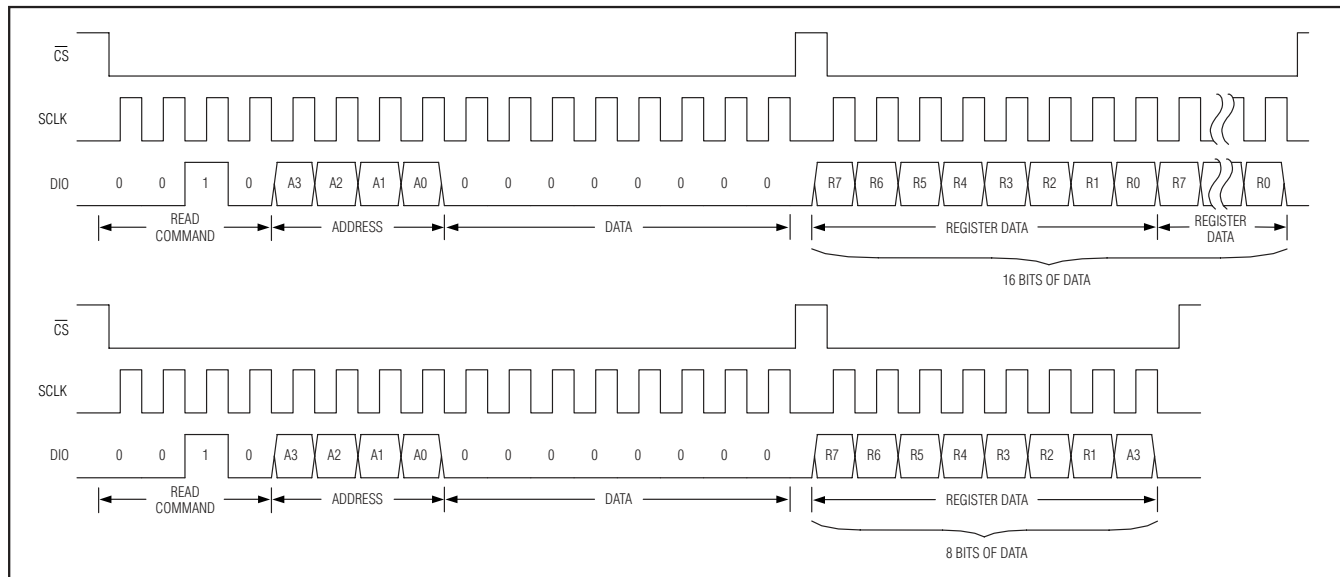 CS
SCLK
DIO 0 0 1 0 A3 A2 A1 A0 0 0 0 0 0 0 0 0 R7 R6 R5 R4 R3 R2 R1 R0 R7 R0
READ COMMAND ADDRESS DATA REGISTER DATA REGISTER DATA
16 BITS OF DATA
CS
SCLK
DIO 0 0 1 0 A3 A2 A1 A0 0 0 0 0 0 0 0 0 R7 R6 R5 R4 R3 R2 R1 A3
READ COMMAND ADDRESS DATA REGISTER DATA
8 BITS OF DATA